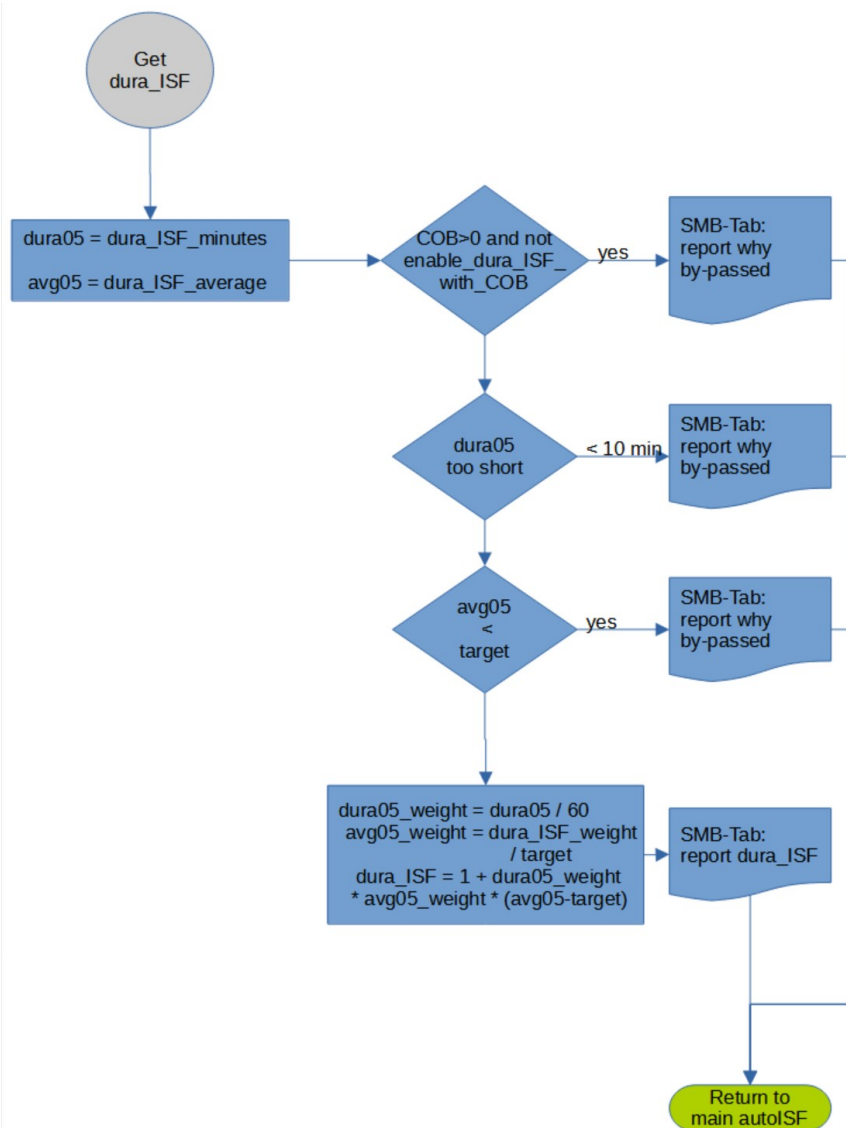 Get
dura_ISF
dura05 = dura_ISF_minutes
avg05 = dura_ISF_average
COB>0 and not
enable_dura_ISF_
with_COB
yes
SMB-Tab:
report why
by-passed
dura05
too short
< 10 min
SMB-Tab:
report why
by-passed
avg05
<
target
yes
SMB-Tab:
report why
by-passed
dura05_weight = dura05 / 60
avg05_weight = dura_ISF_weight
/ target
dura_ISF = 1 + dura05_weight
* avg05_weight * (avg05-target)
SMB-Tab:
report dura_ISF
Return to
main autoISF